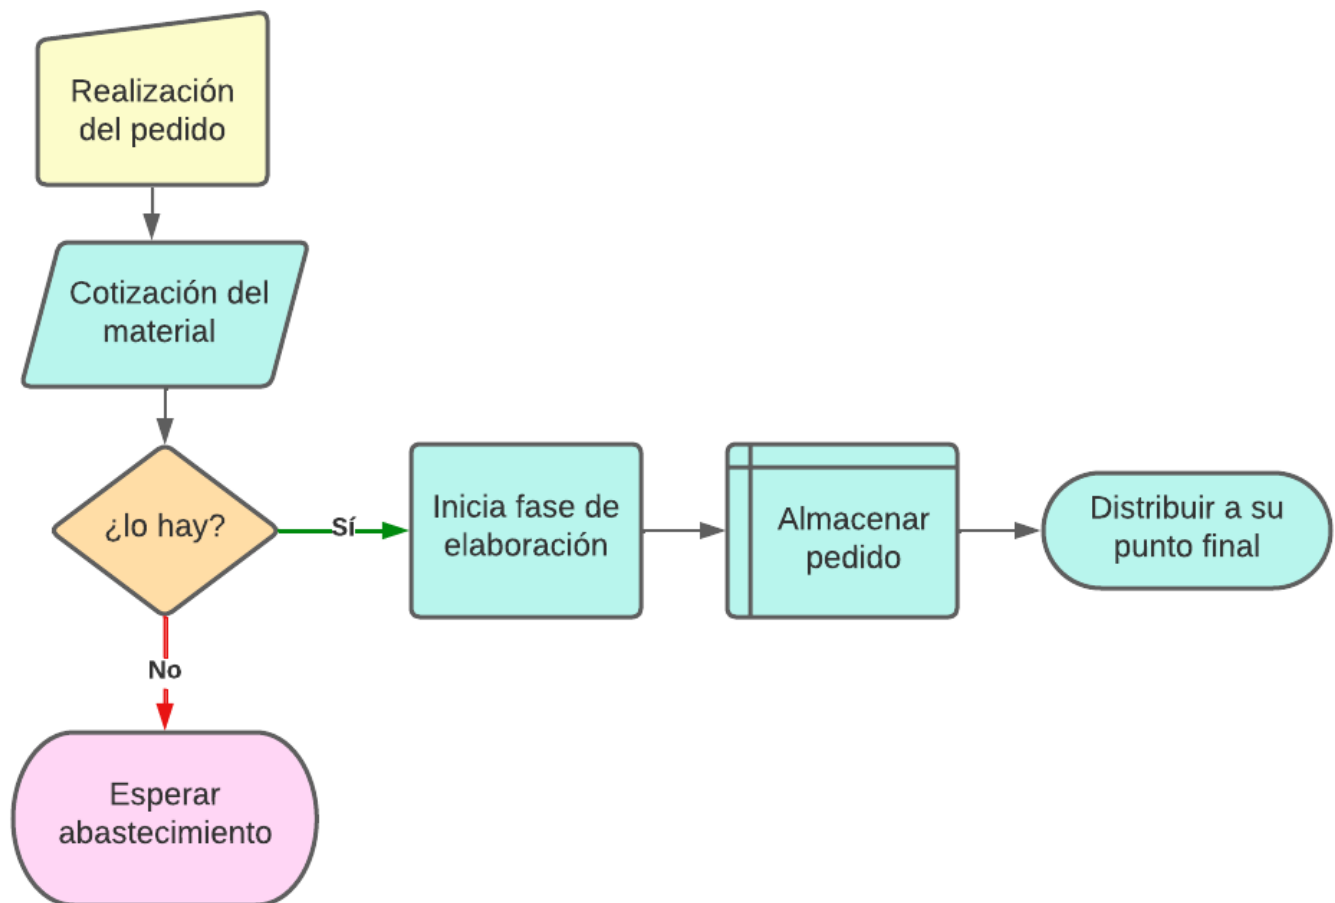 Realización
del pedido
Cotización del
material
¿lo hay?
Sí
Inicia fase de
elaboración
Almacenar
pedido
Distribuir a su
punto final
No
Esperar
abastecimiento